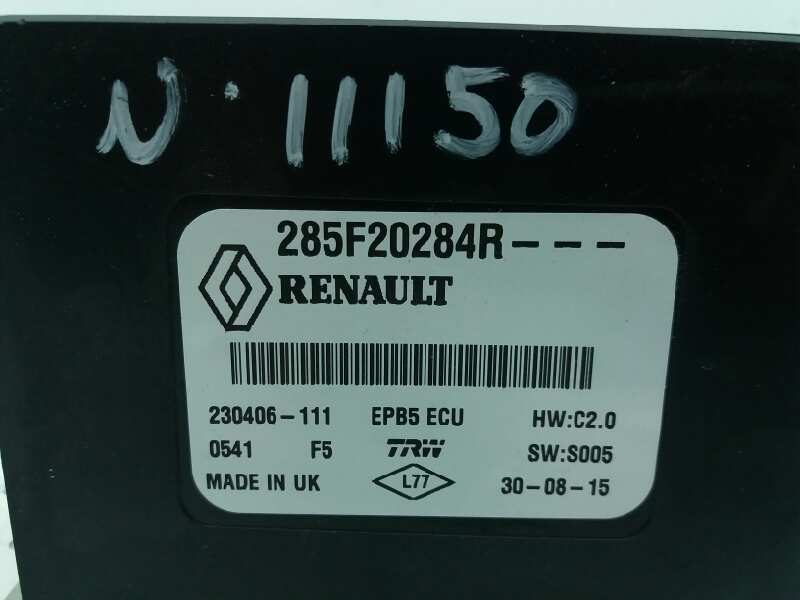 N · 11150
285F20284R---
RENAULT
230406-111 EPB5 ECU HW:C2.0
0541 F5 TRW SW:S005
MADE IN UK L77 30-08-15